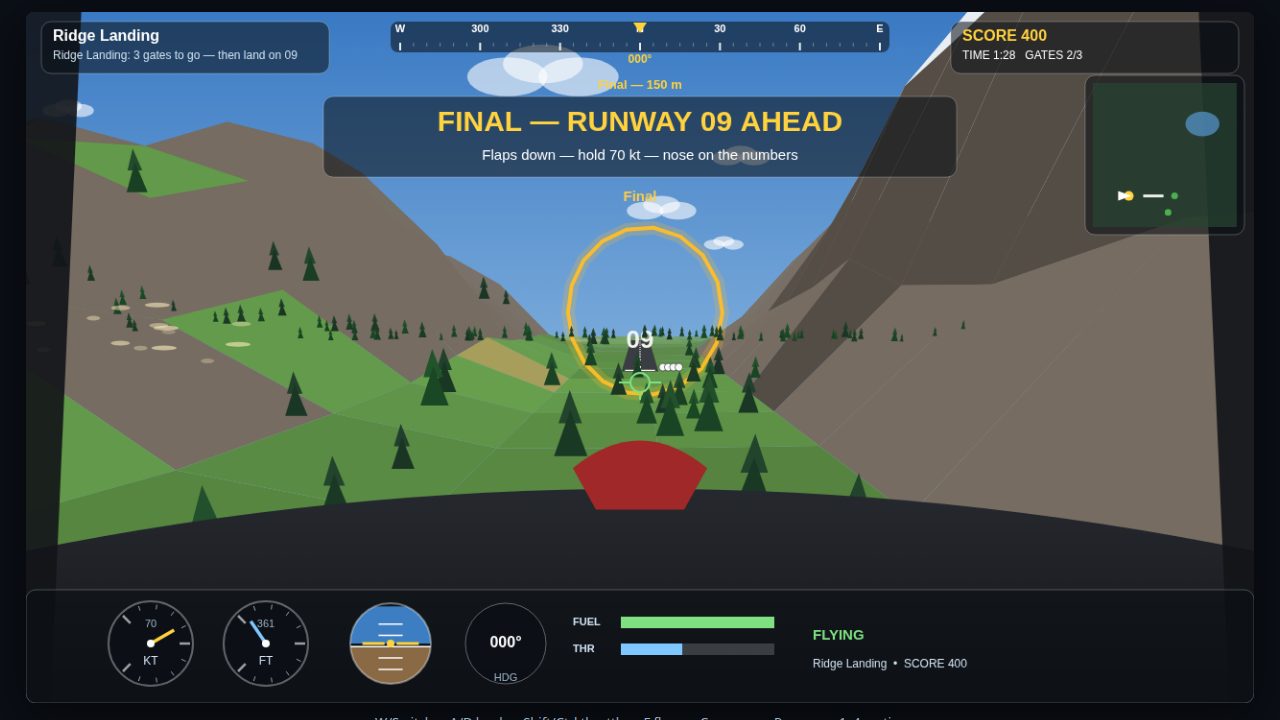 Ridge Landing
Ridge Landing: 3 gates to go — then land on 09
W 300 330 30 60 E
000°
SCORE 400
TIME 1:28 GATES 2/3
Final — 150 m
FINAL — RUNWAY 09 AHEAD
Flaps down — hold 70 kt — nose on the numbers
Final
09
70
KT
361
FT
000°
HDG
FUEL
THR
FLYING
Ridge Landing • SCORE 400